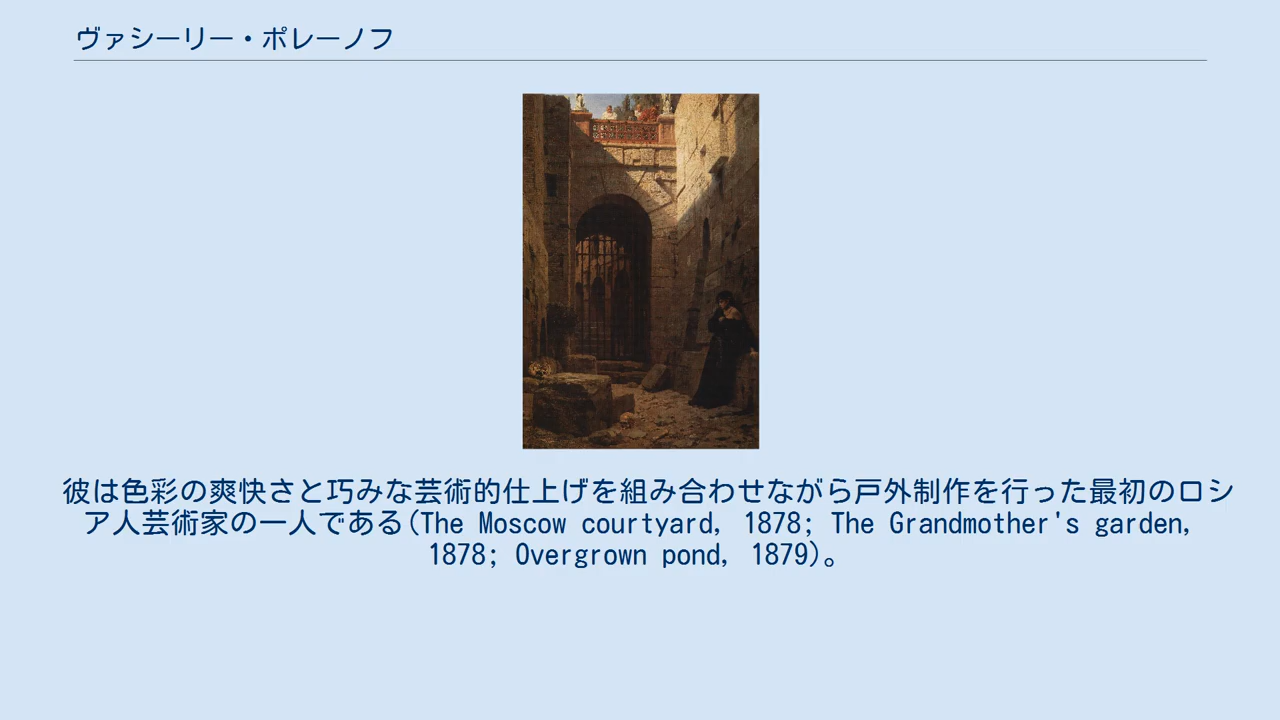 ヴァシーリー・ポレーノフ
彼は色彩の爽快さと巧みな芸術的仕上げを組み合わせながら戸外制作を行った最初のロシ
ア人芸術家の一人である(The Moscow courtyard, 1878; The Grandmother's garden,
1878; Overgrown pond, 1879)。